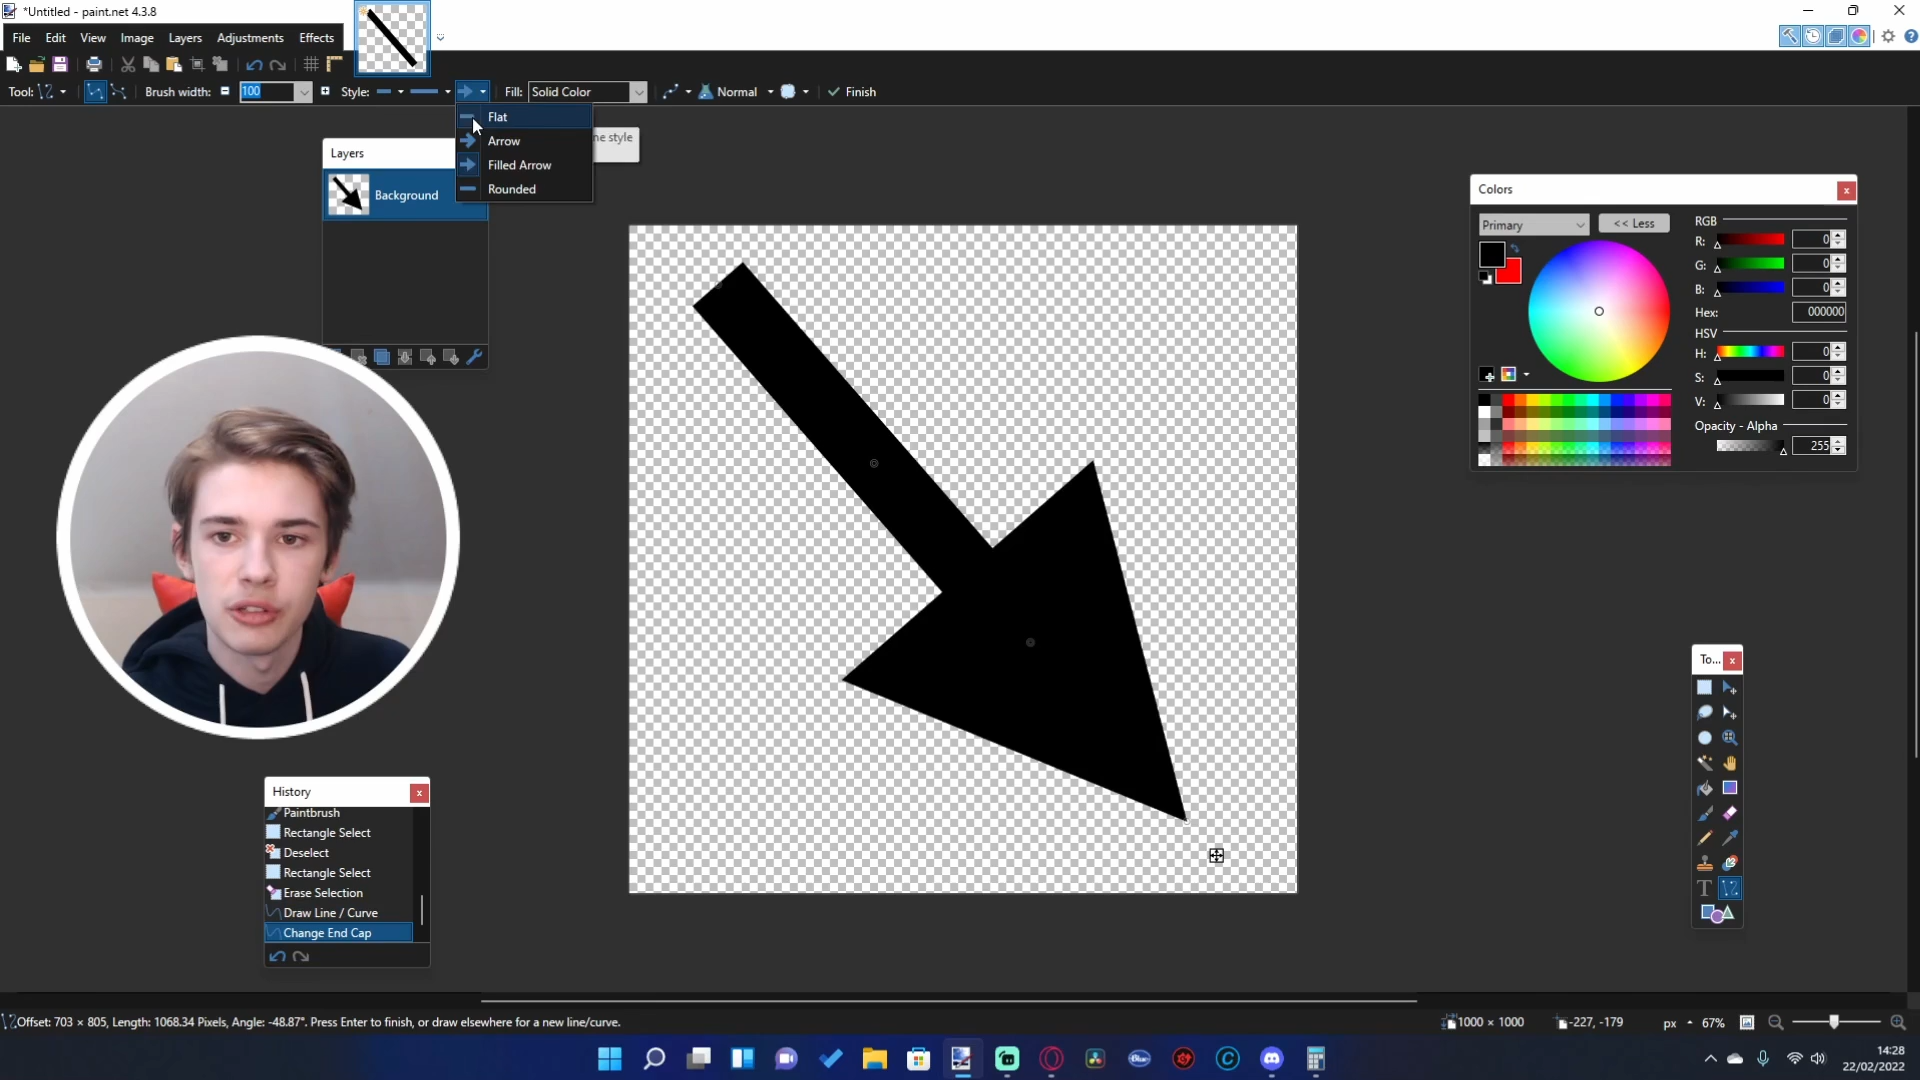 *Untitled - paint.net 4.3.8
File Edit View Image Layers Adjustments Effects
Tool: Brush width: 100 Style: Fill: Solid Color Normal Finish
Flat
Arrow
Filled Arrow
Rounded
ne style
Layers
Background
Colors
Primary
<< Less
RGB
R: 0
G: 0
B: 0
Hex: 000000
HSV
H: 0
S: 0
V: 0
Opacity - Alpha
255
To...
History
Paintbrush
Rectangle Select
Deselect
Rectangle Select
Erase Selection
Draw Line / Curve
Change End Cap
Offset: 703 × 805, Length: 1068.34 Pixels, Angle: -48.87°. Press Enter to finish, or draw elsewhere for a new line/curve.
1000 × 1000 -227, -179 px 67%
14:28
22/02/2022